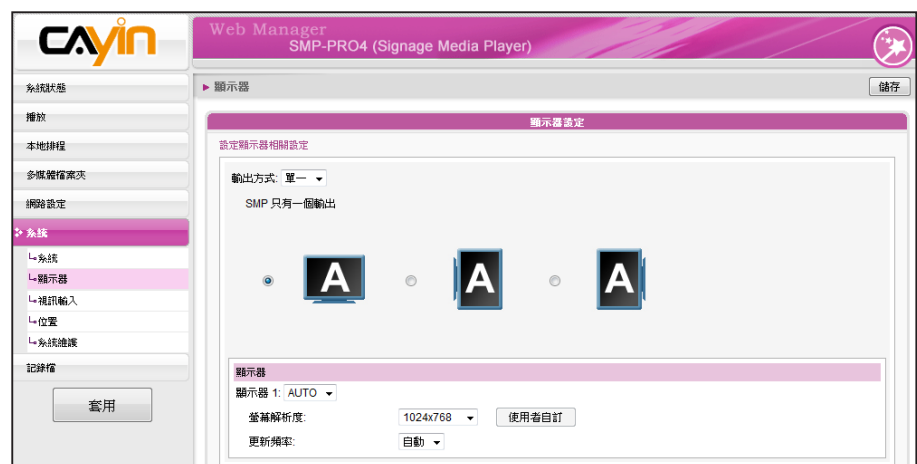 CAYIN
Web Manager
SMP-PRO4 (Signage Media Player)
系統狀態
播放
本地排程
多媒體檔案夾
網路設定
系統
系統
顯示器
視訊輸入
位置
系統維護
記錄檔
套用
顯示器
儲存
顯示器設定
設定顯示器相關設定
輸出方式: 單一
SMP 只有一個輸出
A
A
A
顯示器
顯示器 1: AUTO
螢幕解析度: 1024x768 使用者自訂
更新頻率: 自動